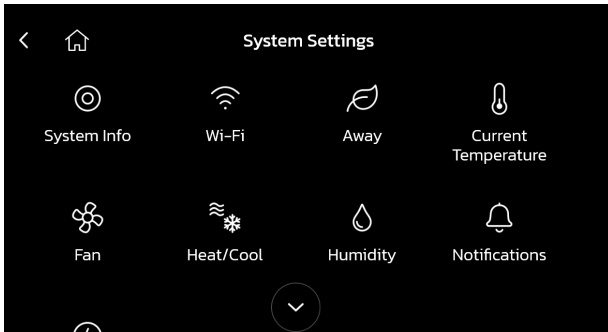 System Settings
System Info
Wi-Fi
Away
Current
Temperature
Fan
Heat/Cool
Humidity
Notifications